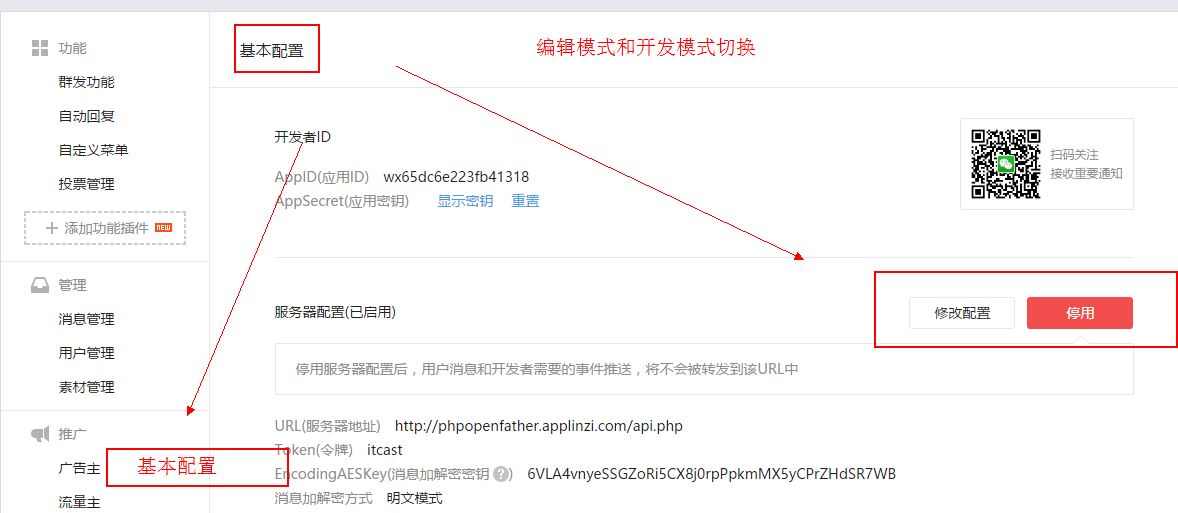 功能
群发功能
自动回复
自定义菜单
投票管理
添加功能插件 NEW
管理
消息管理
用户管理
素材管理
推广
广告主
流量主
基本配置
基本配置
编辑模式和开发模式切换
开发者ID
AppID(应用ID) wx65dc6e223fb41318
AppSecret(应用密钥) 显示密钥 重置
扫码关注
接收重要通知
服务器配置(已启用)
修改配置 停用
停用服务器配置后，用户消息和开发者需要的事件推送，将不会被转发到该URL中
URL(服务器地址) http://phpopenfather.applinzi.com/api.php
Token(令牌) itcast
EncodingAESKey(消息加解密密钥 ?) 6VLA4vnyeSSGZoRi5CX8j0rpPpkmMX5yCPrZHdSR7WB
消息加解密方式 明文模式